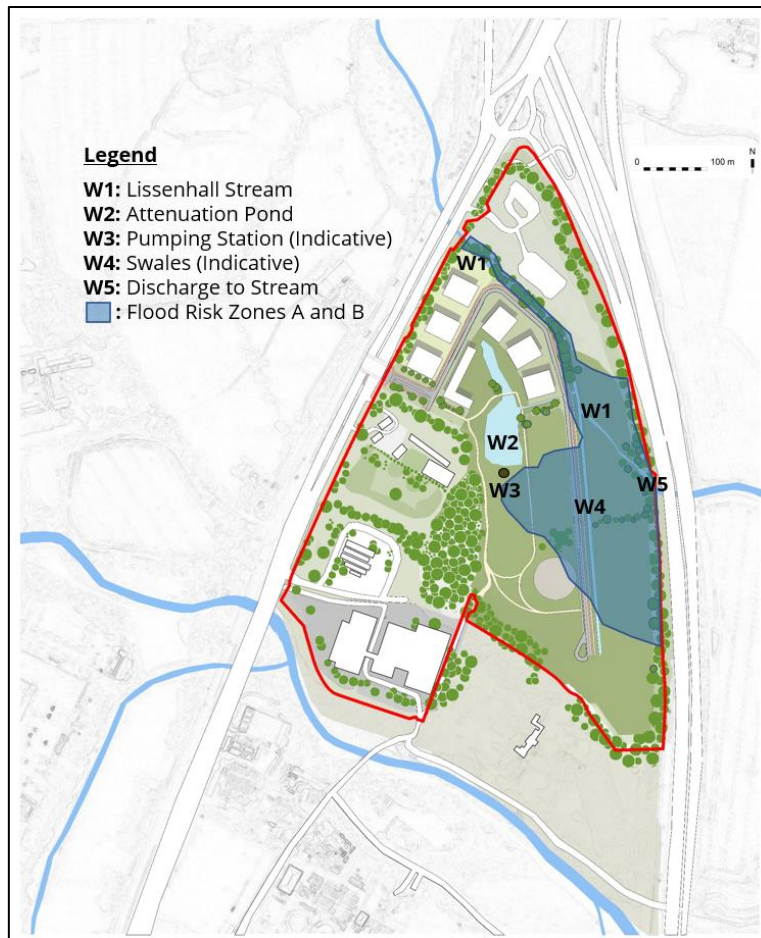 Legend
W1: Lissenhall Stream
W2: Attenuation Pond
W3: Pumping Station (Indicative)
W4: Swales (Indicative)
W5: Discharge to Stream
: Flood Risk Zones A and B
0 100 m
N
W1
W1
W2
W5
W3
W4